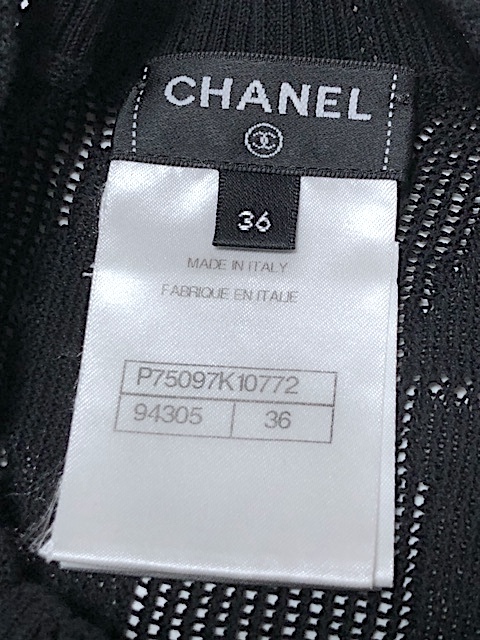 CHANEL
36
MADE IN ITALY
FABRIQUE EN ITALIE
P75097K10772
94305 36